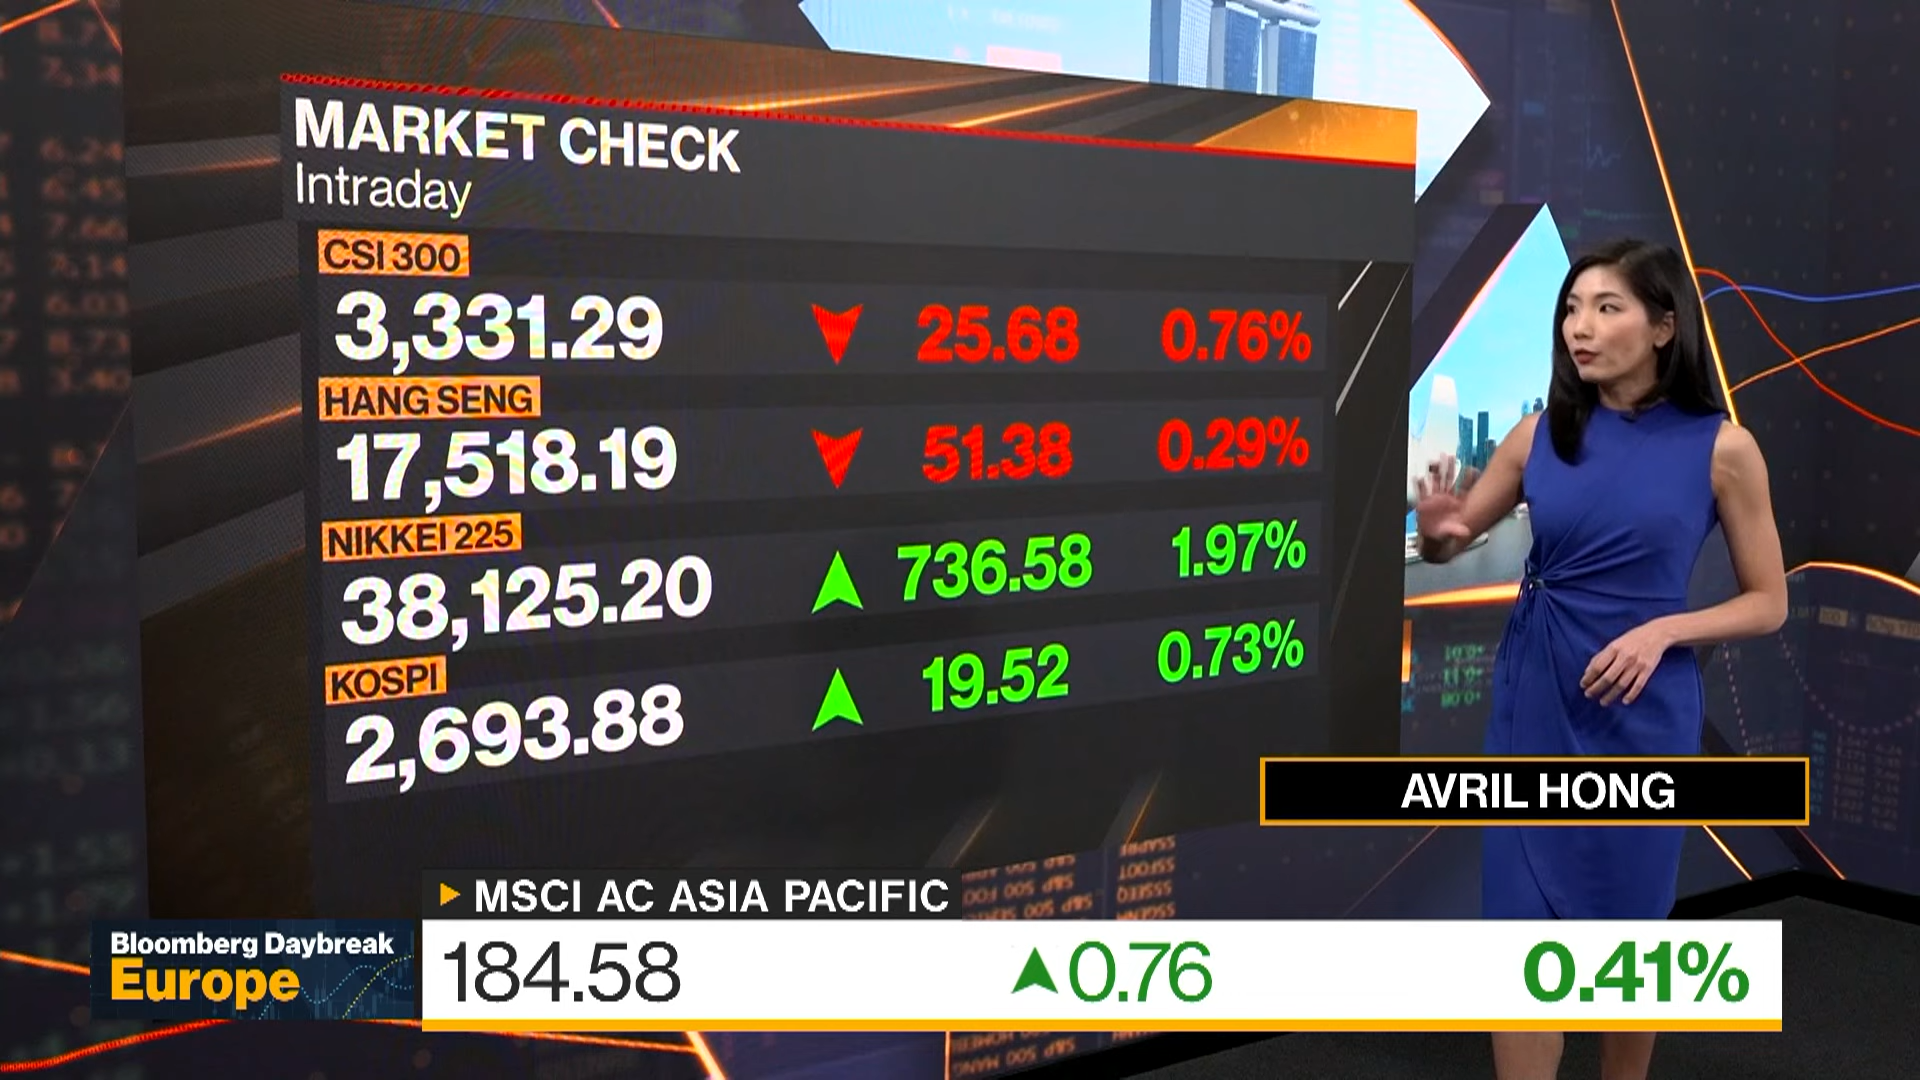 MARKET CHECK
Intraday
CSI 300
3,331.29 ▼ 25.68 0.76%
HANG SENG
17,518.19 ▼ 51.38 0.29%
NIKKEI 225
38,125.20 ▲ 736.58 1.97%
KOSPI
2,693.88 ▲ 19.52 0.73%
AVRIL HONG
MSCI AC ASIA PACIFIC
184.58 ▲ 0.76 0.41%
Bloomberg Daybreak
Europe